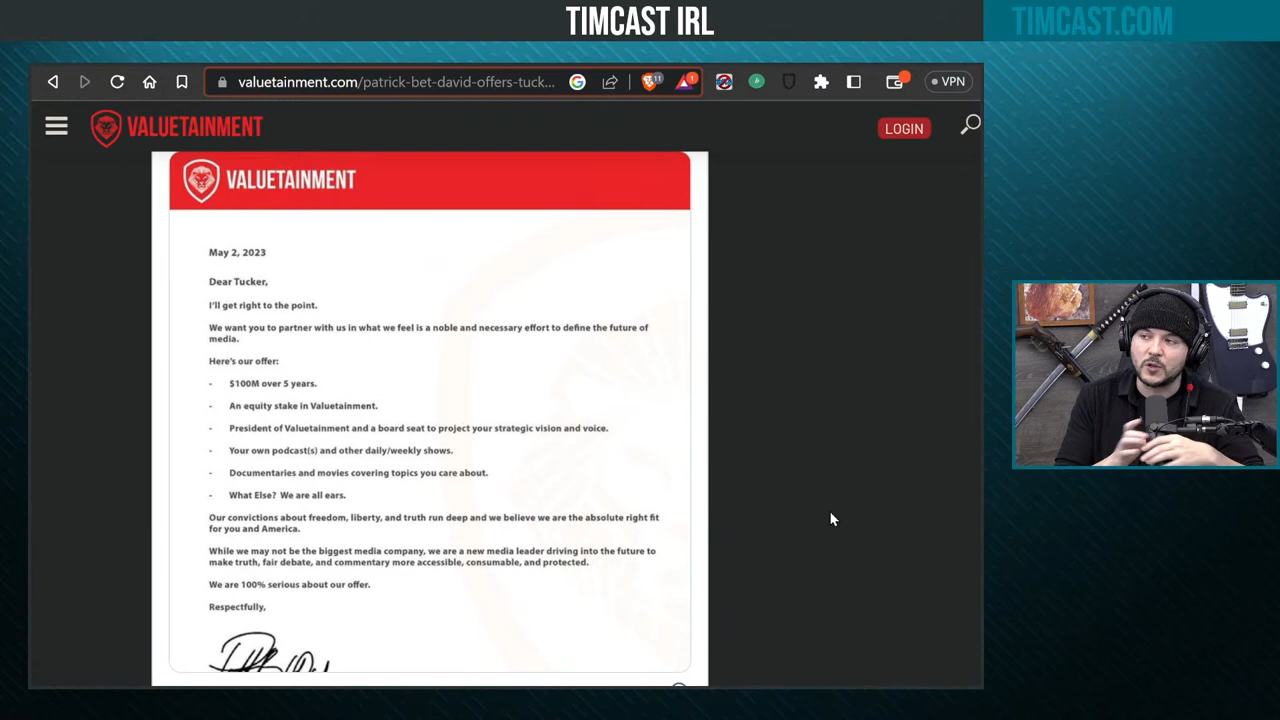 TIMCAST IRL
TIMCAST.COM
valuetainment.com/patrick-bet-david-offers-tuck...
11
1
VPN
VALUETAINMENT
LOGIN
VALUETAINMENT
May 2, 2023
Dear Tucker,
I'll get right to the point.
We want you to partner with us in what we feel is a noble and necessary effort to define the future of
media.
Here's our offer:
- $100M over 5 years.
- An equity stake in Valuetainment.
- President of Valuetainment and a board seat to project your strategic vision and voice.
- Your own podcast(s) and other daily/weekly shows.
- Documentaries and movies covering topics you care about.
- What Else? We are all ears.
Our convictions about freedom, liberty, and truth run deep and we believe we are the absolute right fit
for you and America.
While we may not be the biggest media company, we are a new media leader driving into the future to
make truth, fair debate, and commentary more accessible, consumable, and protected.
We are 100% serious about our offer.
Respectfully,